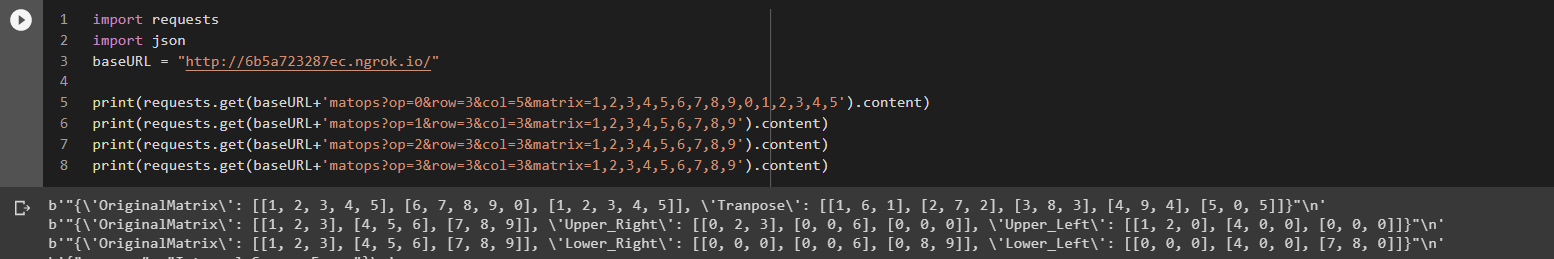 1 import requests
2 import json
3 baseURL = "http://6b5a723287ec.ngrok.io/"
4
5 print(requests.get(baseURL+'matops?op=0&row=3&col=5&matrix=1,2,3,4,5,6,7,8,9,0,1,2,3,4,5').content)
6 print(requests.get(baseURL+'matops?op=1&row=3&col=3&matrix=1,2,3,4,5,6,7,8,9').content)
7 print(requests.get(baseURL+'matops?op=2&row=3&col=3&matrix=1,2,3,4,5,6,7,8,9').content)
8 print(requests.get(baseURL+'matops?op=3&row=3&col=3&matrix=1,2,3,4,5,6,7,8,9').content)
b'"{\'OriginalMatrix\': [[1, 2, 3, 4, 5], [6, 7, 8, 9, 0], [1, 2, 3, 4, 5]], \'Tranpose\': [[1, 6, 1], [2, 7, 2], [3, 8, 3], [4, 9, 4], [5, 0, 5]]}"\n'
b'"{\'OriginalMatrix\': [[1, 2, 3], [4, 5, 6], [7, 8, 9]], \'Upper_Right\': [[0, 2, 3], [0, 0, 6], [0, 0, 0]], \'Upper_Left\': [[1, 2, 0], [4, 0, 0], [0, 0, 0]]}"\n'
b'"{\'OriginalMatrix\': [[1, 2, 3], [4, 5, 6], [7, 8, 9]], \'Lower_Right\': [[0, 0, 0], [0, 0, 6], [0, 8, 9]], \'Lower_Left\': [[0, 0, 0], [4, 0, 0], [7, 8, 0]]}"\n'